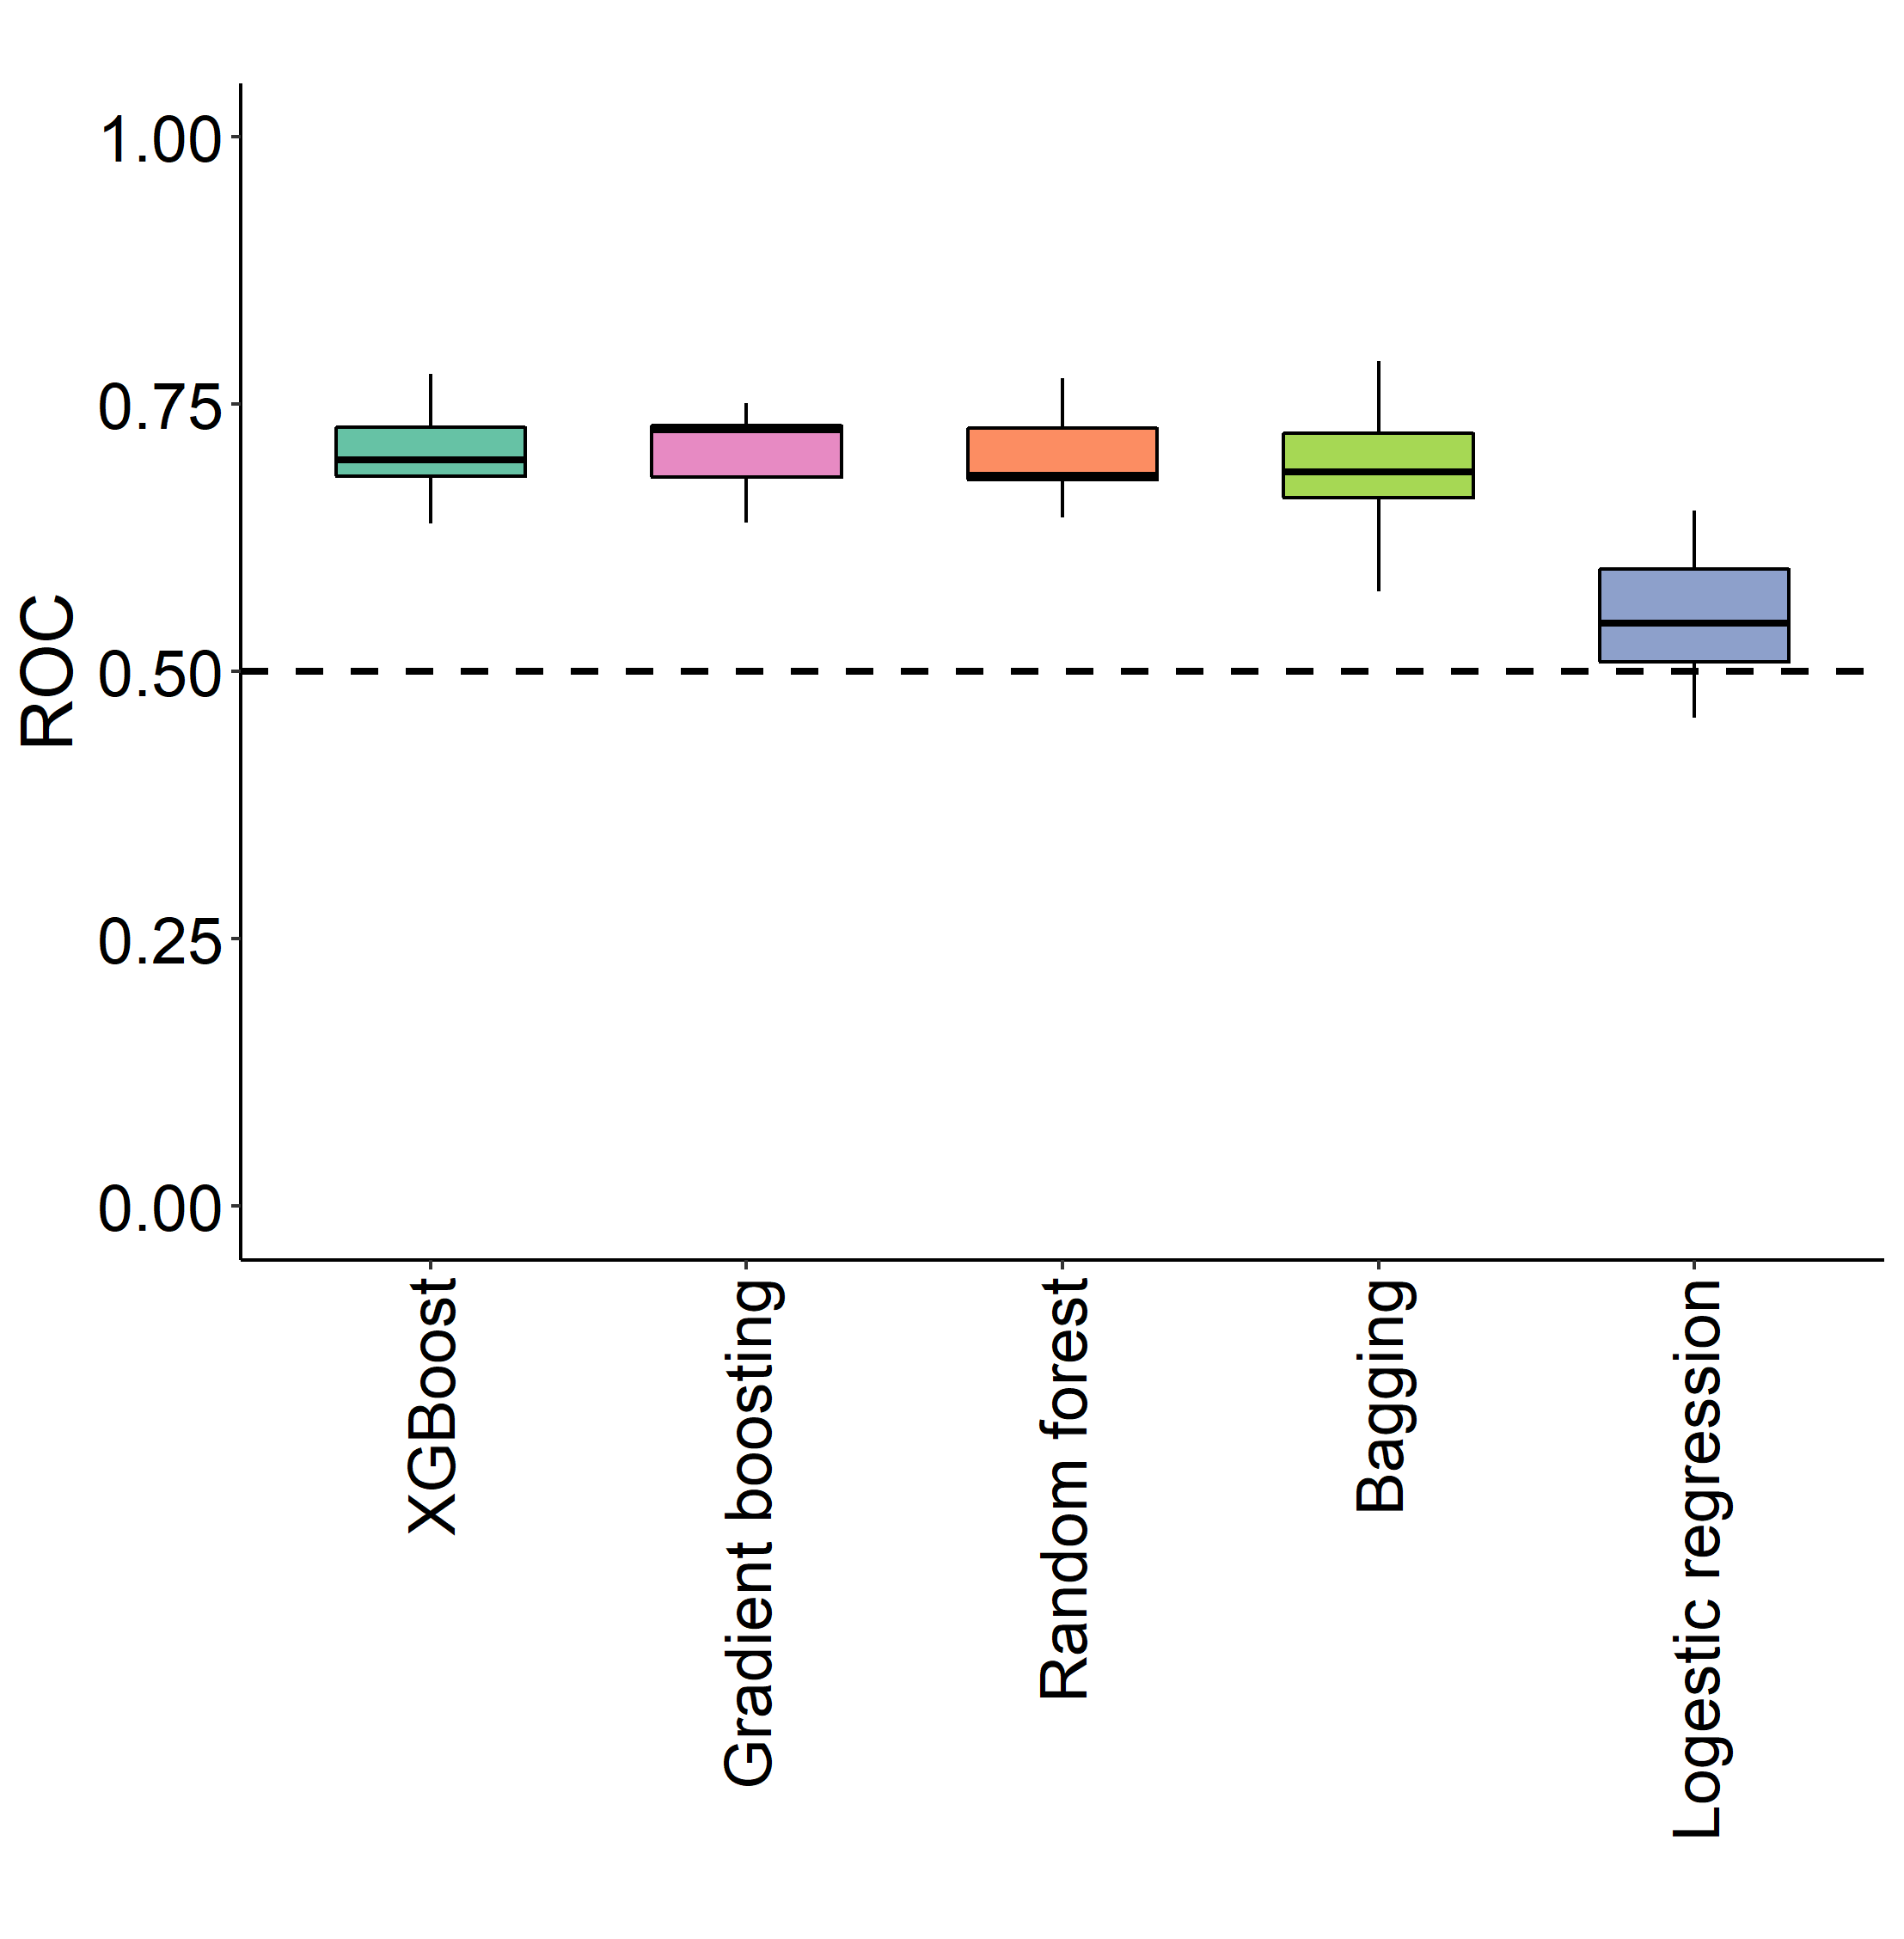 ROC
1.00
0.75
0.50
0.25
0.00
XGBoost
Gradient boosting
Random forest
Bagging
Logestic regression